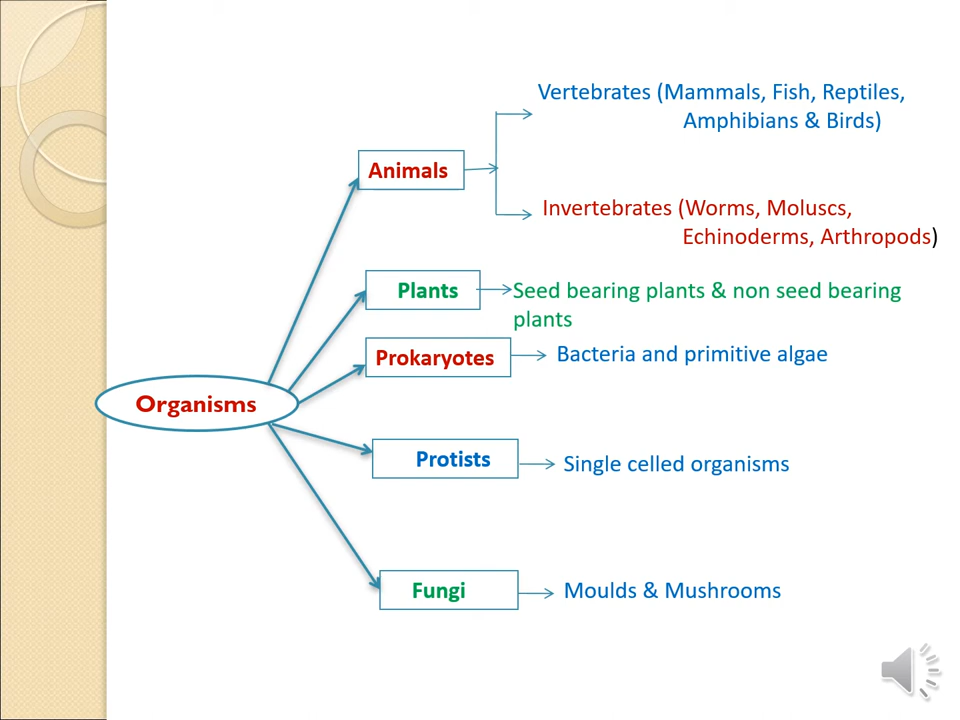 Vertebrates (Mammals, Fish, Reptiles,
Amphibians & Birds)
Animals
Invertebrates (Worms, Moluscs,
Echinoderms, Arthropods)
Plants
Seed bearing plants & non seed bearing
plants
Prokaryotes
Bacteria and primitive algae
Organisms
Protists
Single celled organisms
Fungi
Moulds & Mushrooms